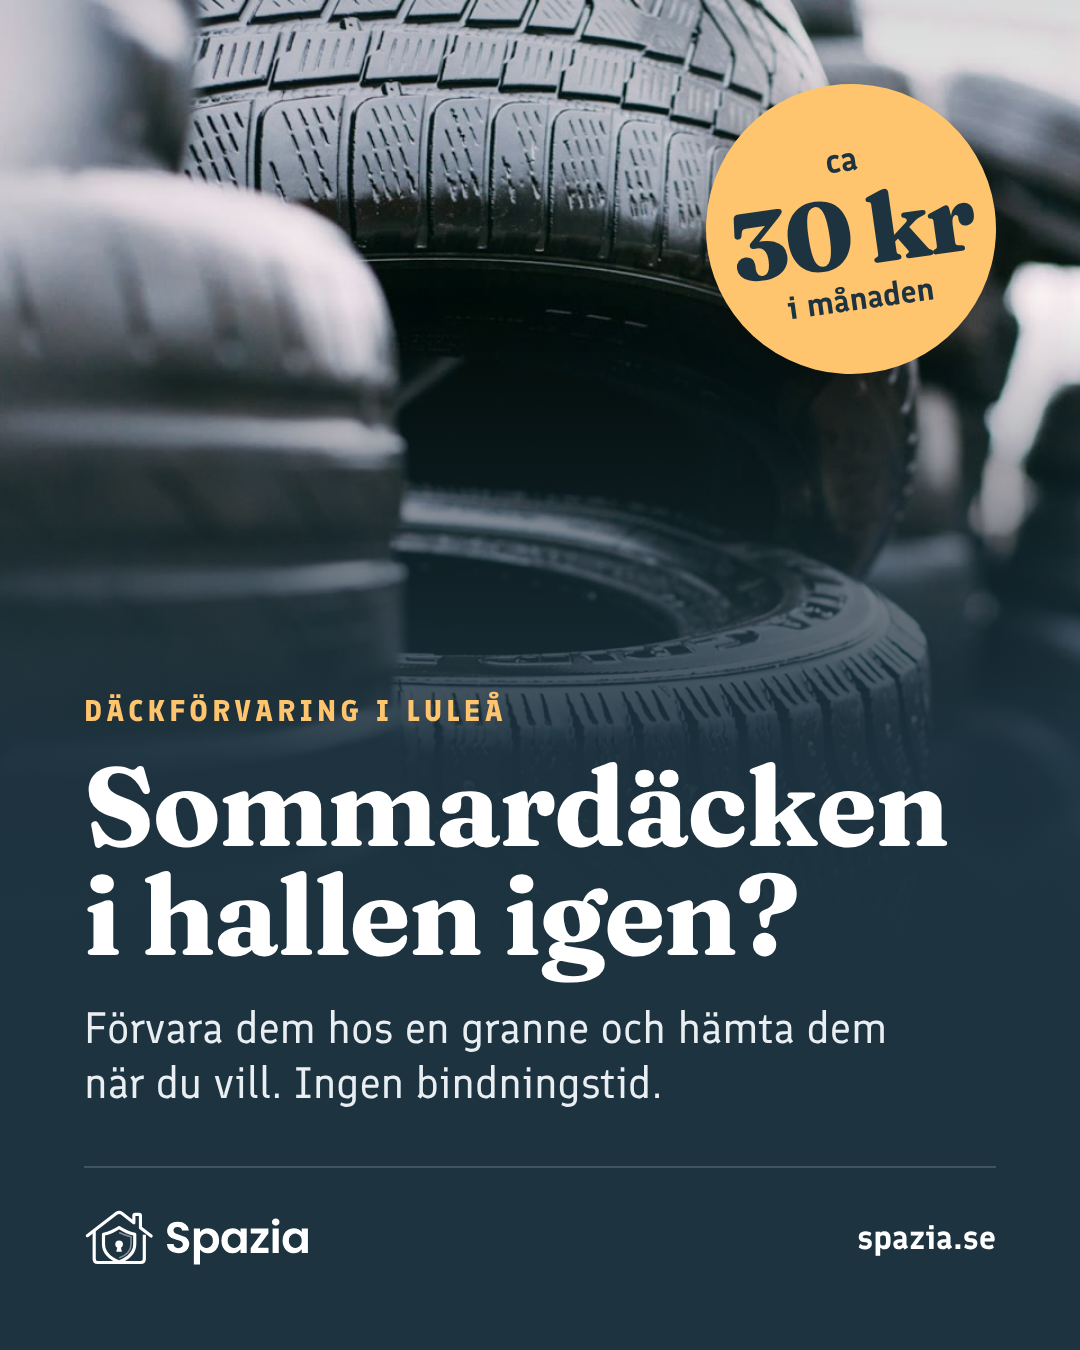 ca
30 kr
i månaden
DÄCKFÖRVARING I LULEÅ
Sommardäcken
i hallen igen?
Förvara dem hos en granne och hämta dem
när du vill. Ingen bindningstid.
Spazia
spazia.se